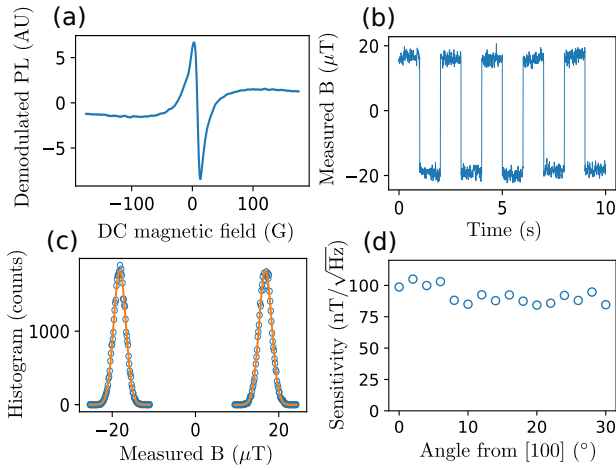 (a)
Demodulated PL (AU)
5
0
−5
−100
0
100
DC magnetic field (G)
(b)
Measured B (μT)
20
0
−20
0
5
10
Time (s)
(c)
Histogram (counts)
1000
0
−20
0
20
Measured B (μT)
(d)
Sensitivity (nT/√Hz)
100
75
50
25
0
0
10
20
30
Angle from [100] (°)